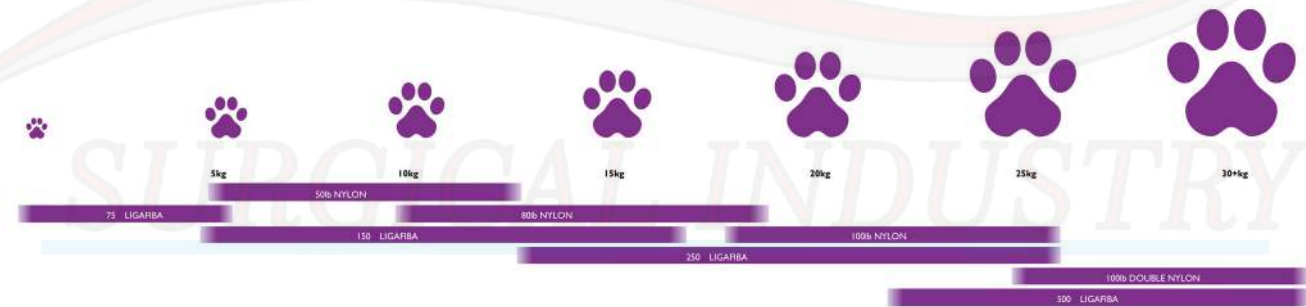 SURGICAL INDUSTRY
5kg 10kg 15kg 20kg 25kg 30+kg
50lb NYLON
75 LIGAFIBA 80lb NYLON
150 LIGAFIBA 100lb NYLON
250 LIGAFIBA
100lb DOUBLE NYLON
500 LIGAFIBA